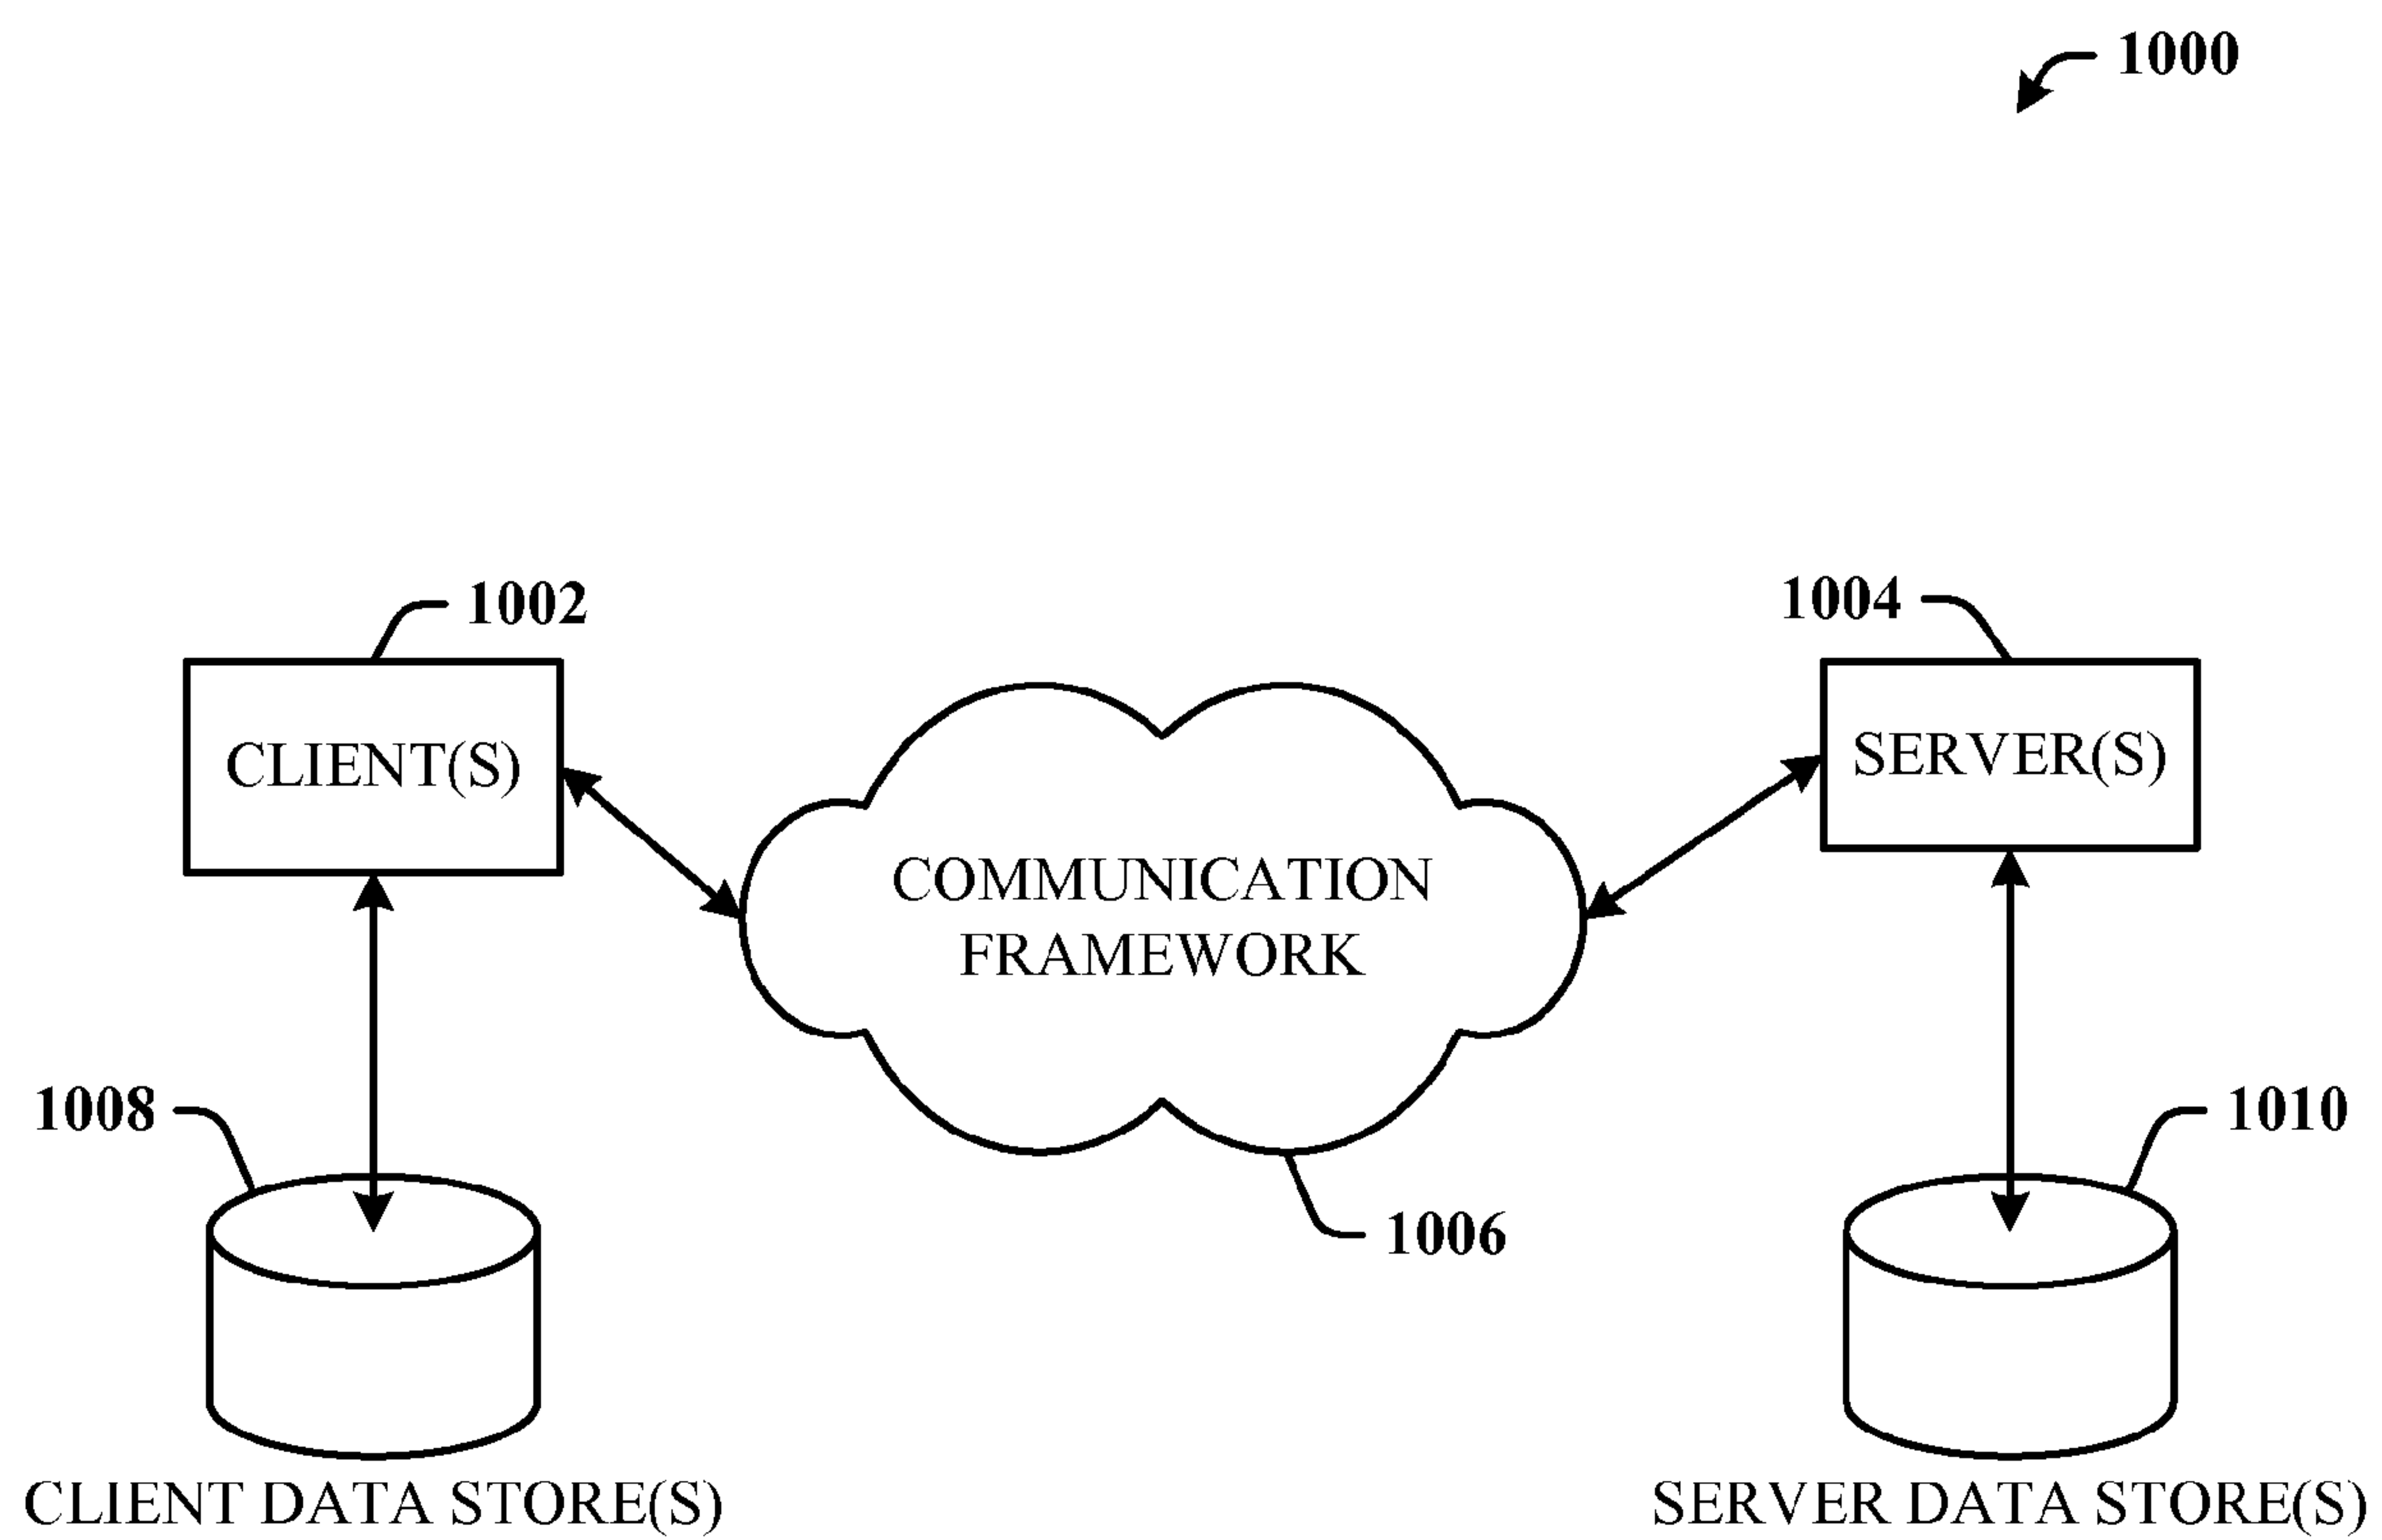 1000
1002
1004
CLIENT(S)
SERVER(S)
COMMUNICATION
FRAMEWORK
1008
1010
1006
CLIENT DATA STORE(S)
SERVER DATA STORE(S)